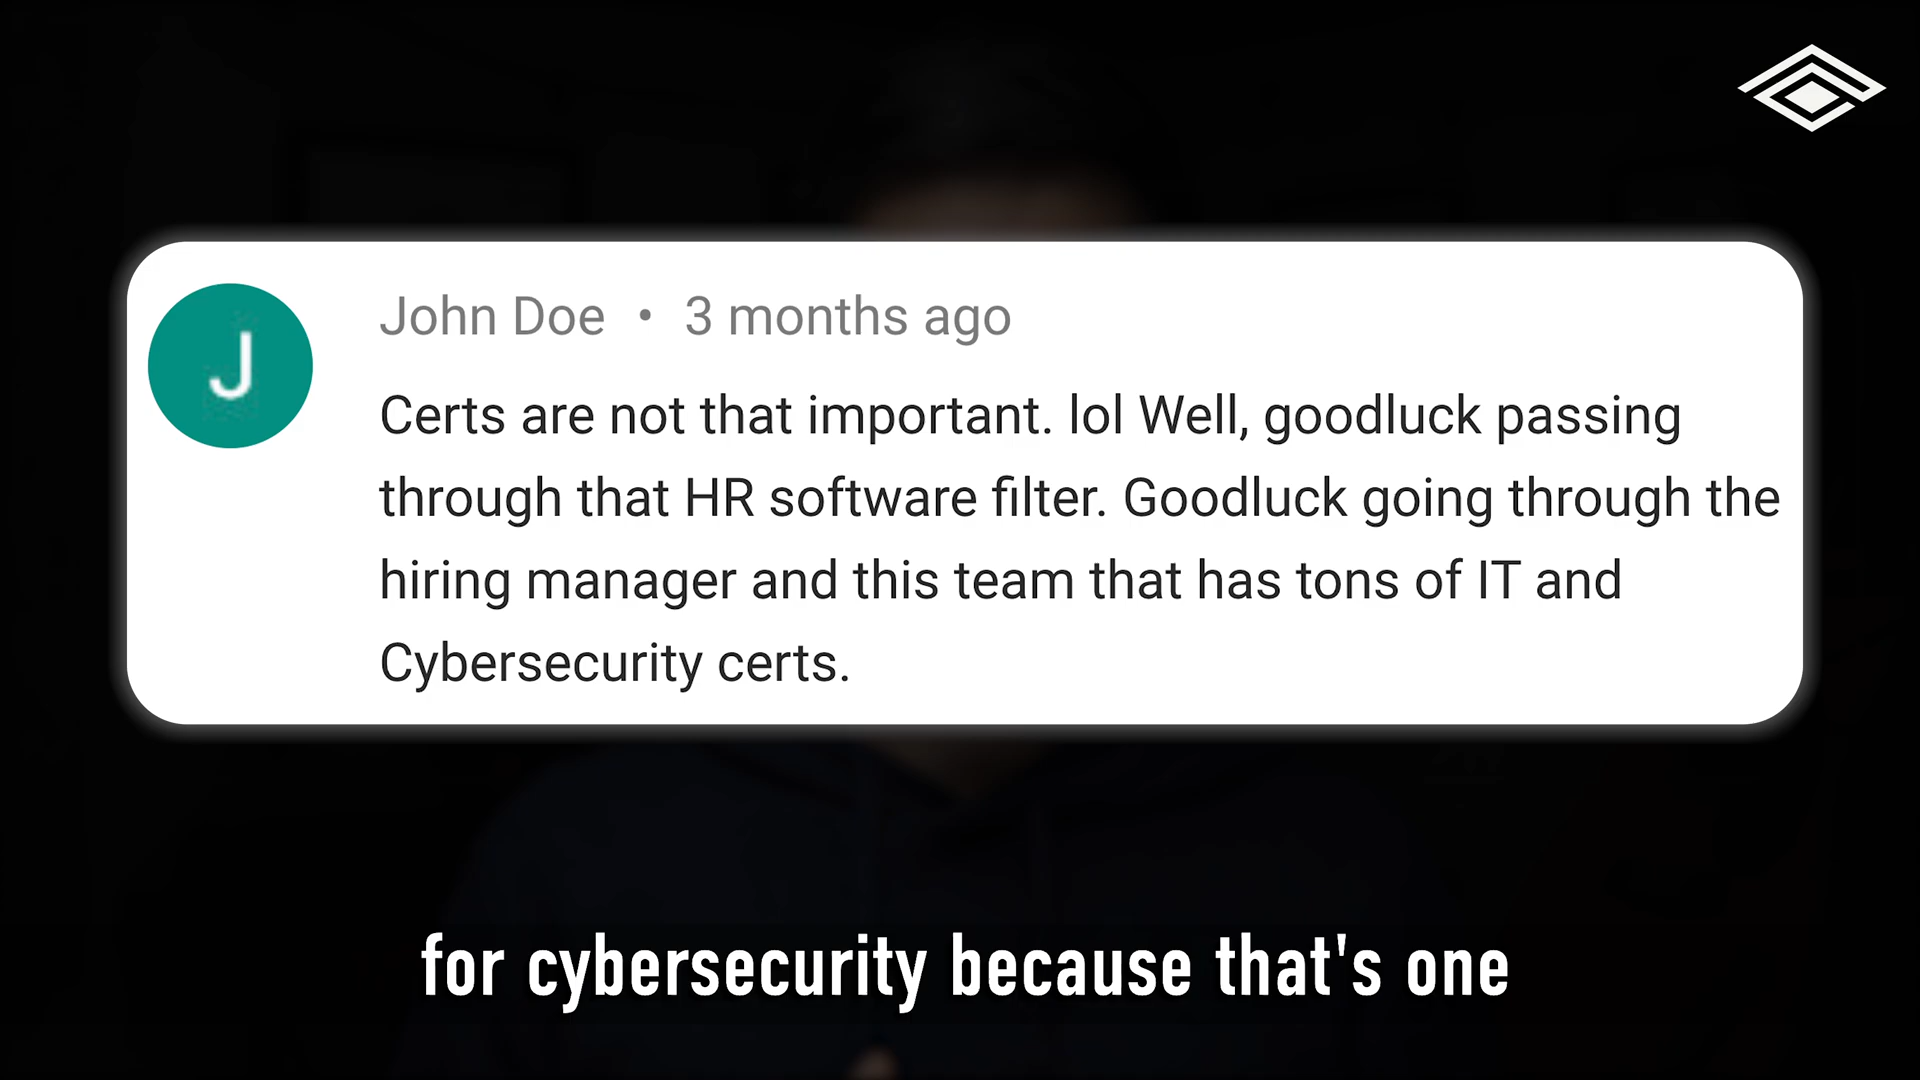 John Doe • 3 months ago
J
Certs are not that important. lol Well, goodluck passing
through that HR software filter. Goodluck going through the
hiring manager and this team that has tons of IT and
Cybersecurity certs.
for cybersecurity because that's one